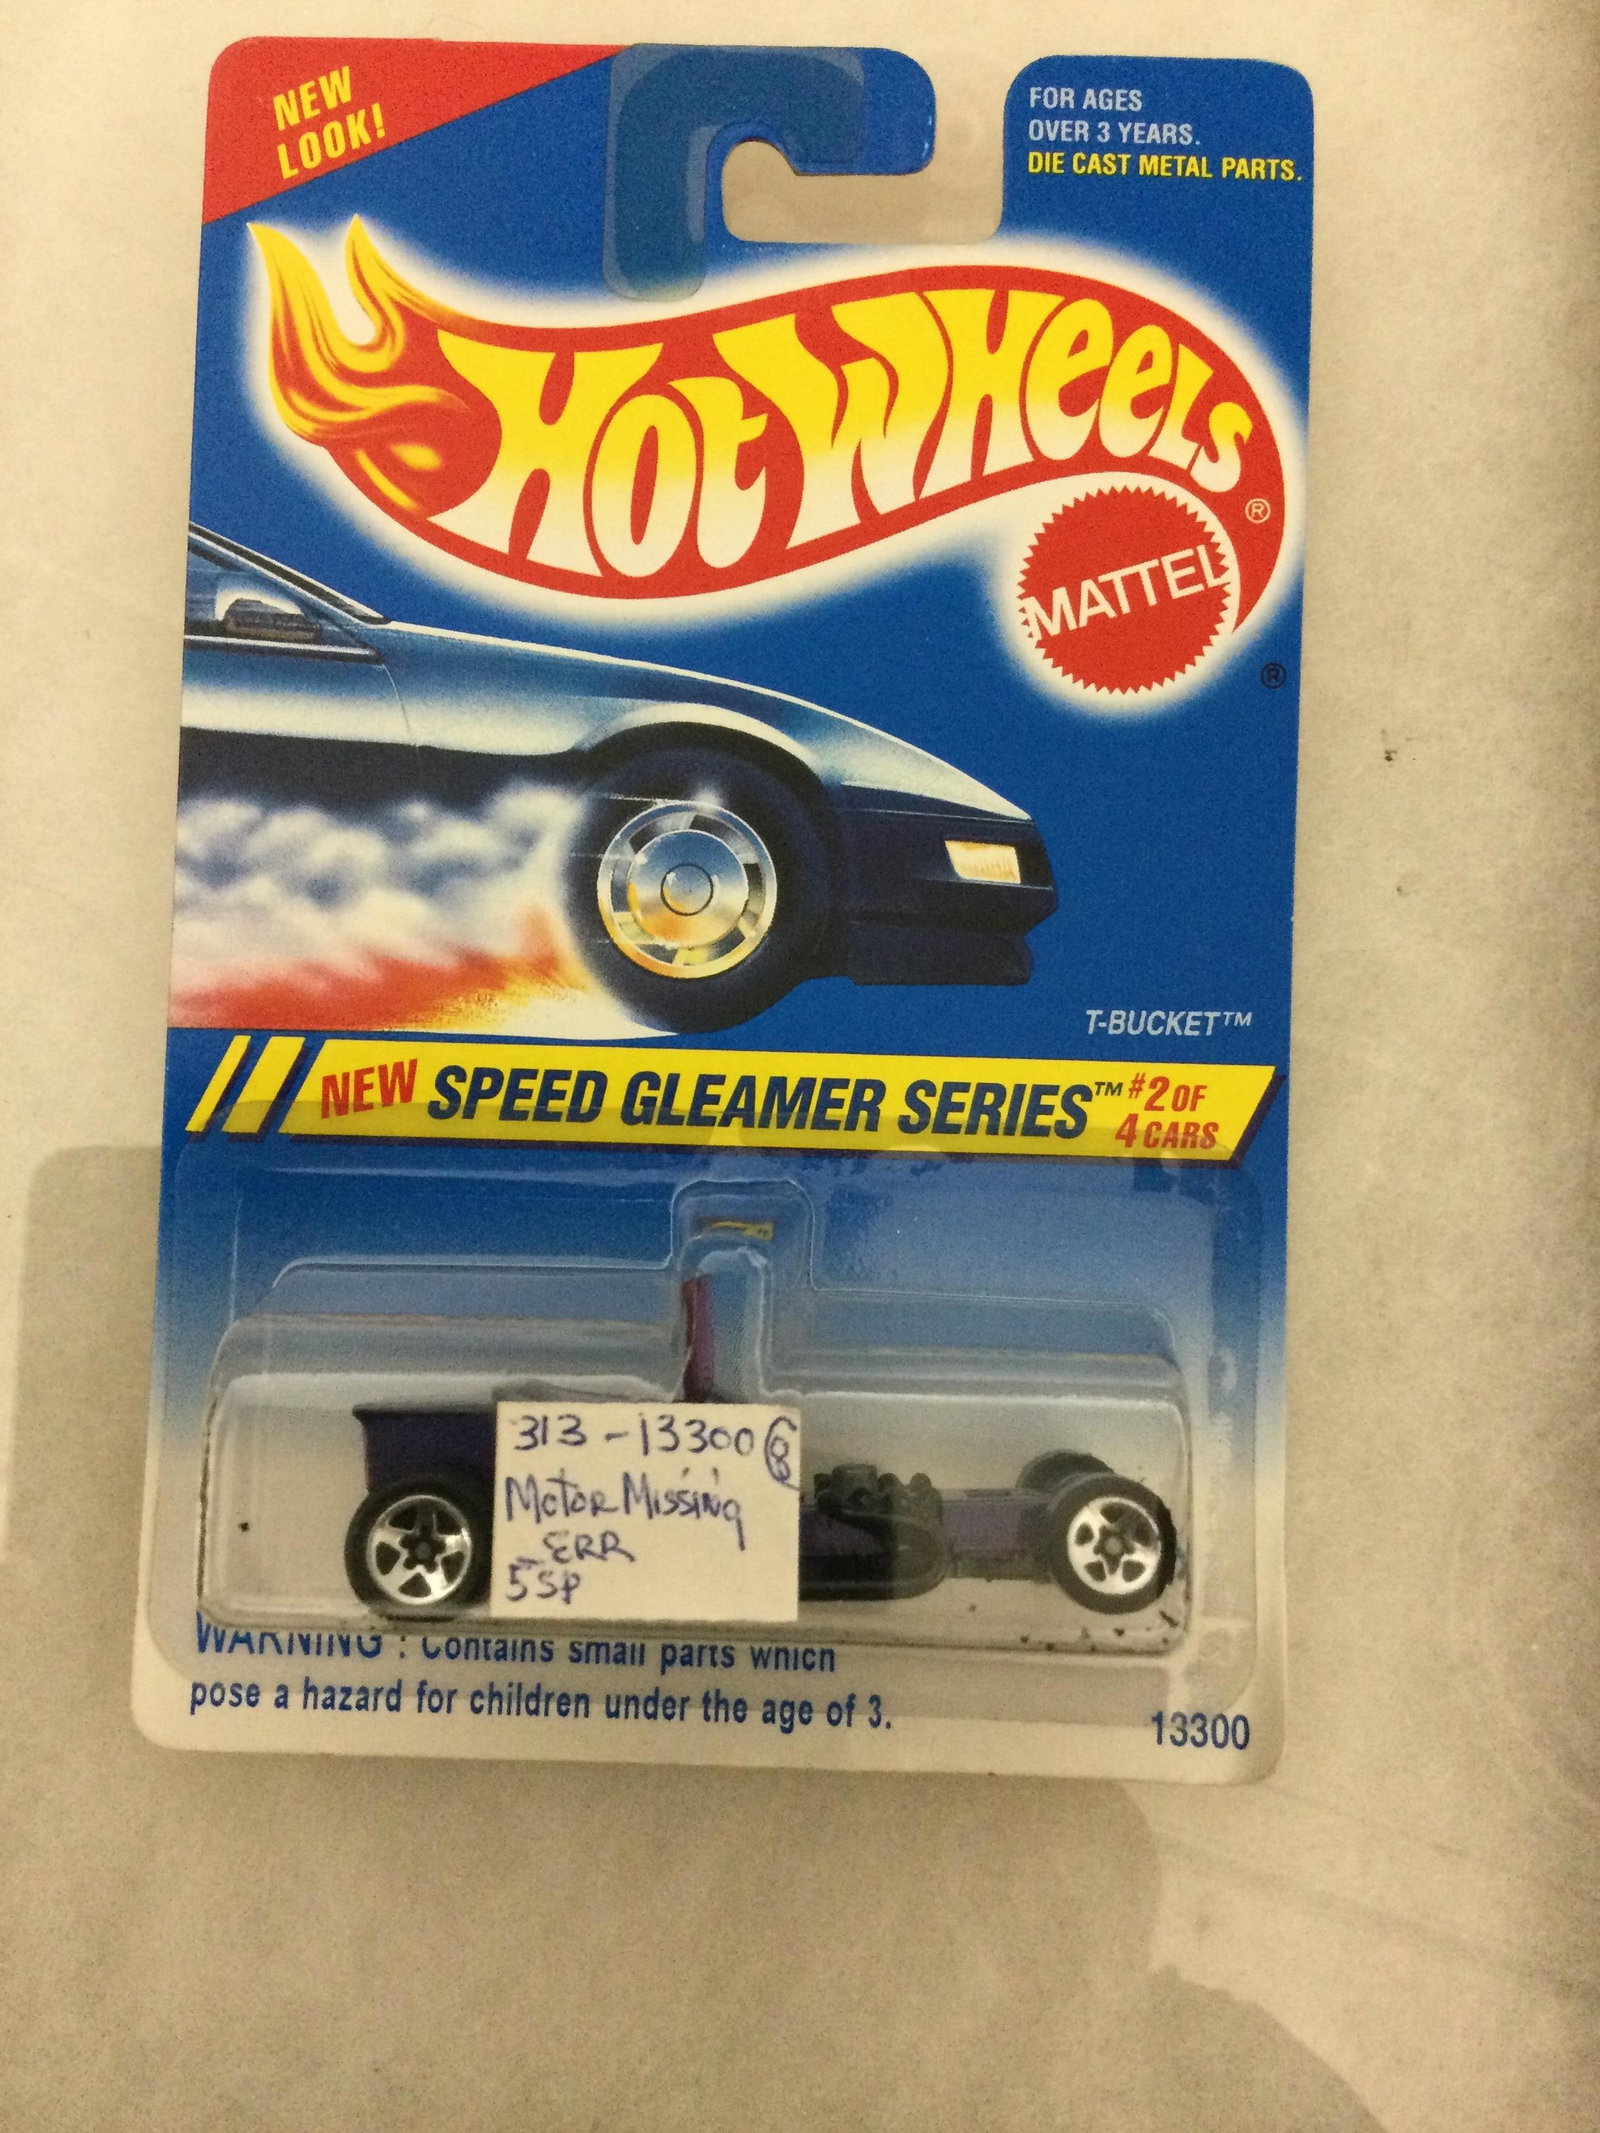 NEW
LOOK!
FOR AGES
OVER 3 YEARS.
DIE CAST METAL PARTS.
HOT WHEELS ®
MATTEL
®
T-BUCKET™
NEW SPEED GLEAMER SERIES™ #2 OF
4 CARS
313-13300
MOTOR MISSING
ERR
5 SP
WARNING : Contains small parts which
pose a hazard for children under the age of 3.
13300